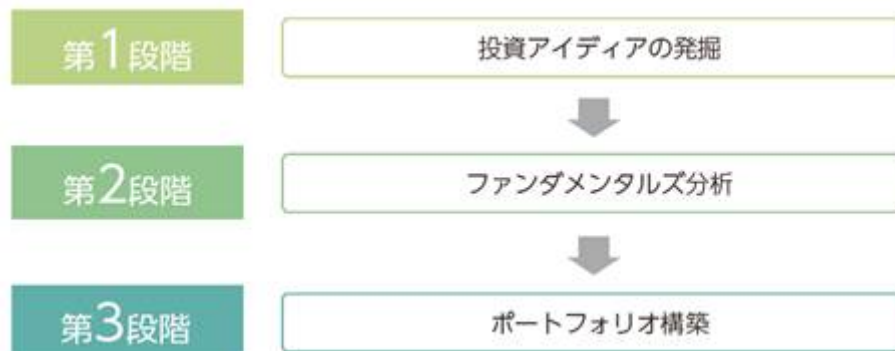 第1段階
投資アイディアの発掘
第2段階
ファンダメンタルズ分析
第3段階
ポートフォリオ構築